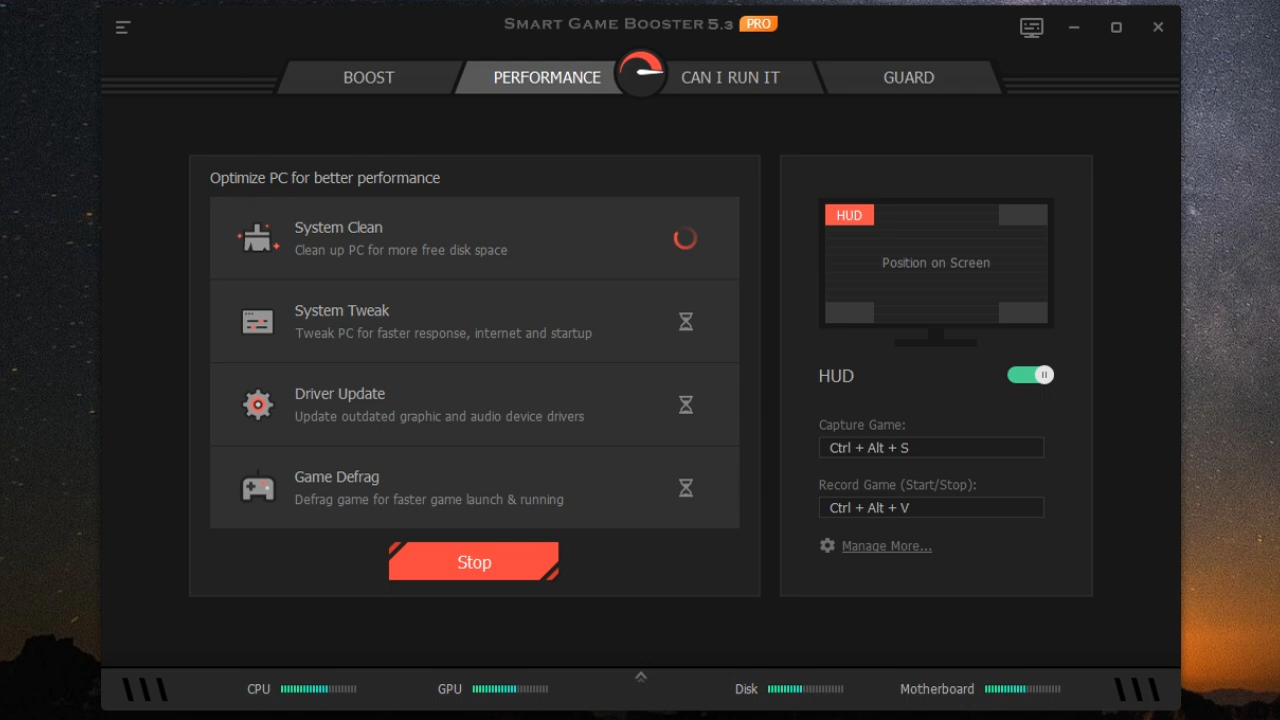 SMART GAME BOOSTER 5.3 PRO
BOOST
PERFORMANCE
CAN I RUN IT
GUARD
Optimize PC for better performance
System Clean
Clean up PC for more free disk space
System Tweak
Tweak PC for faster response, internet and startup
Driver Update
Update outdated graphic and audio device drivers
Game Defrag
Defrag game for faster game launch & running
Stop
HUD
Position on Screen
HUD
Capture Game:
Ctrl + Alt + S
Record Game (Start/Stop):
Ctrl + Alt + V
Manage More...
CPU
GPU
Disk
Motherboard